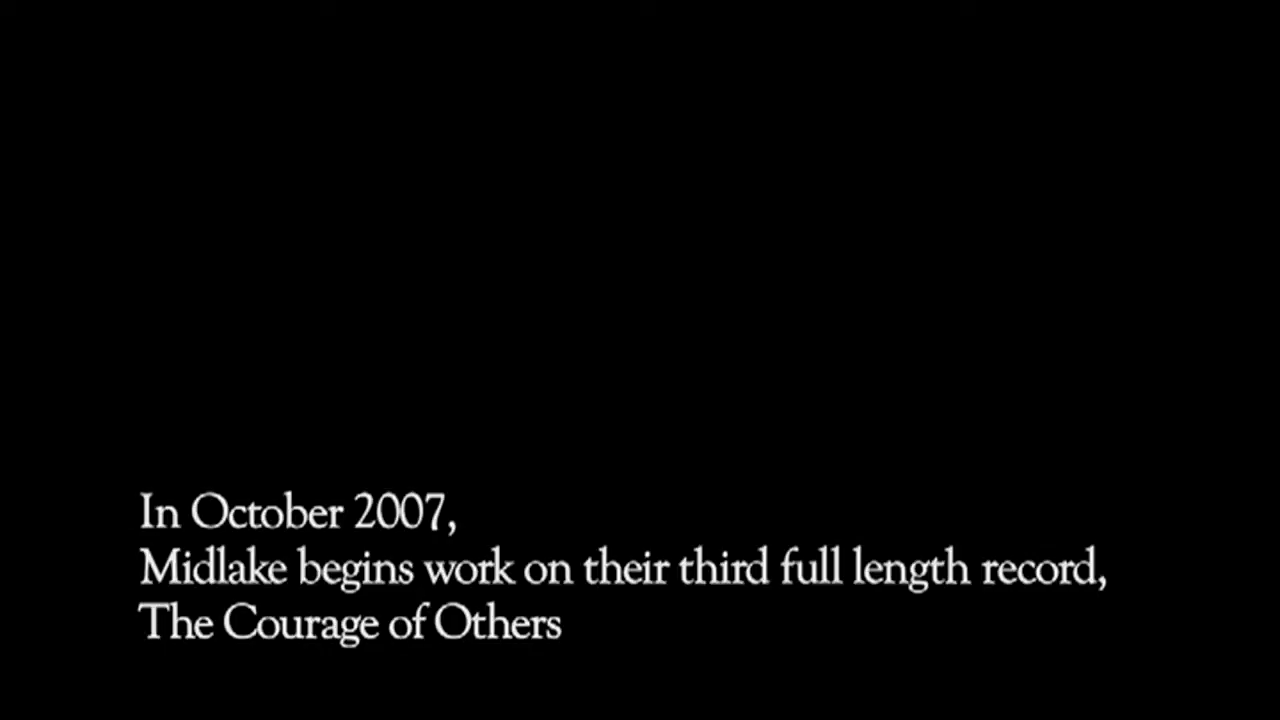 In October 2007,
Midlake begins work on their third full length record,
The Courage of Others